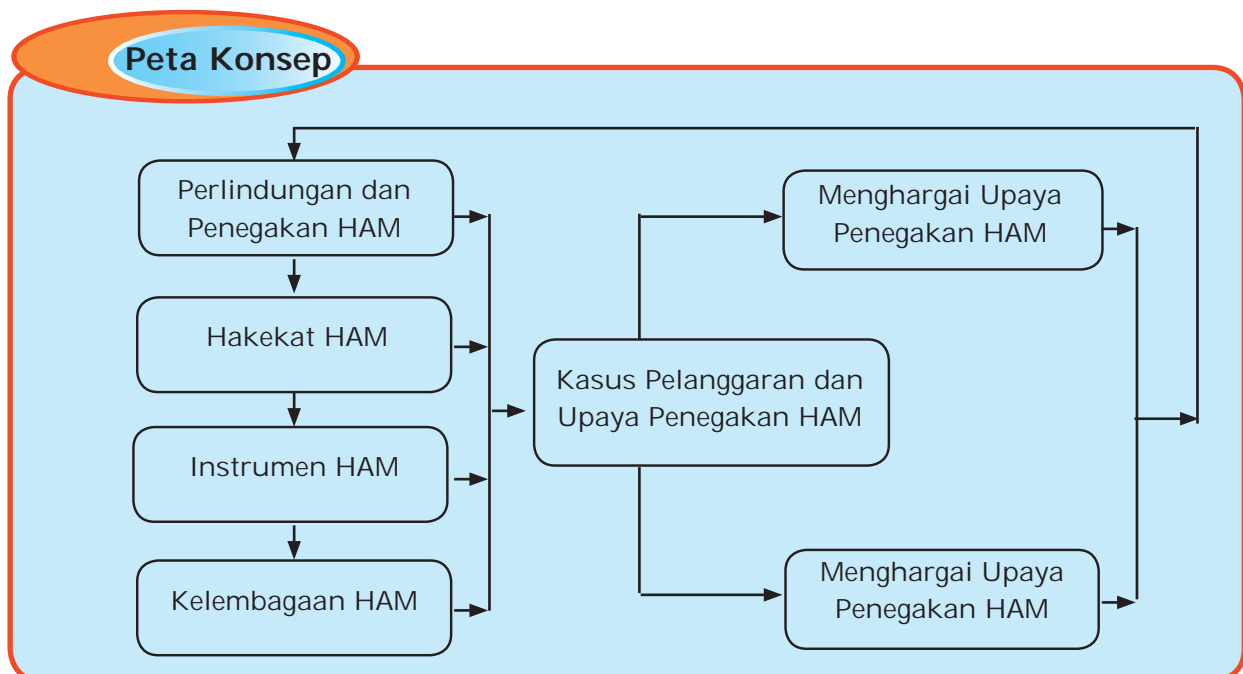 Peta Konsep
Perlindungan dan
Penegakan HAM
Hakekat HAM
Instrumen HAM
Kelembagaan HAM
Kasus Pelanggaran dan
Upaya Penegakan HAM
Menghargai Upaya
Penegakan HAM
Menghargai Upaya
Penegakan HAM